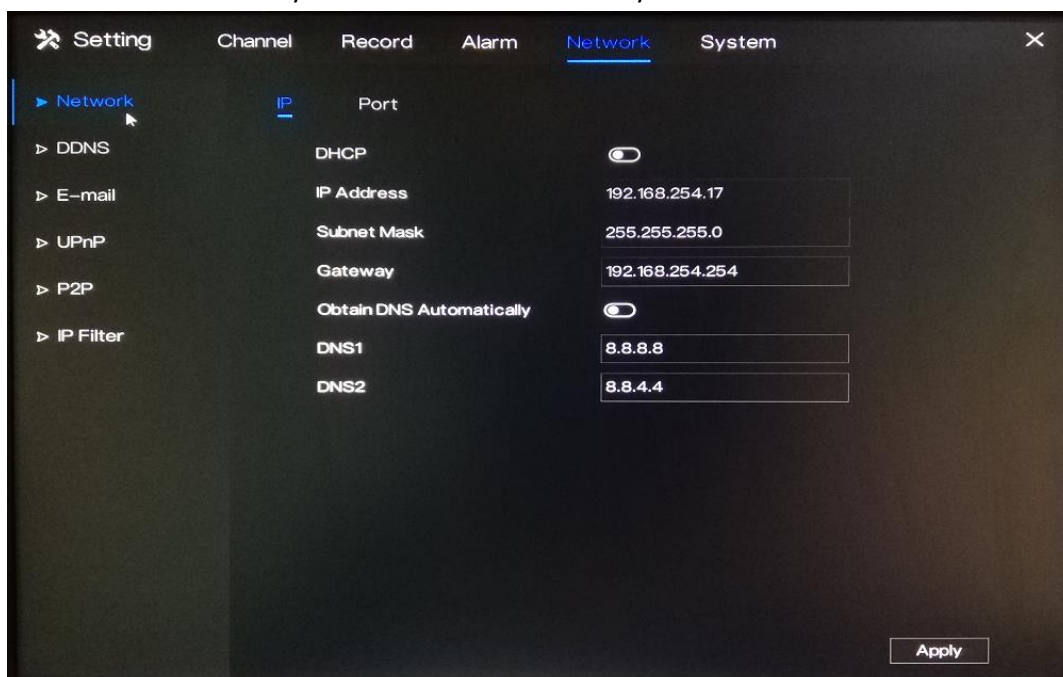 Setting Channel Record Alarm Network System
Network IP Port
DDNS DHCP
IP Address 192.168.254.17
E-mail
Subnet Mask 255.255.255.0
UPnP
Gateway 192.168.254.254
P2P
Obtain DNS Automatically
IP Filter
DNS1 8.8.8.8
DNS2 8.8.4.4
Apply